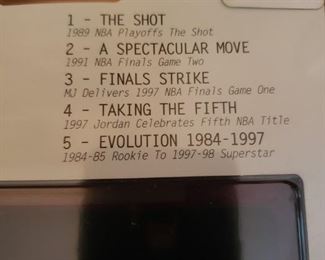 1 - THE SHOT
1989 NBA Playoffs The Shot
2 - A SPECTACULAR MOVE
1991 NBA Finals Game Two
3 - FINALS STRIKE
MJ Delivers 1997 NBA Finals Game One
4 - TAKING THE FIFTH
1997 Jordan Celebrates Fifth NBA Title
5 - EVOLUTION 1984-1997
1984-85 Rookie To 1997-98 Superstar